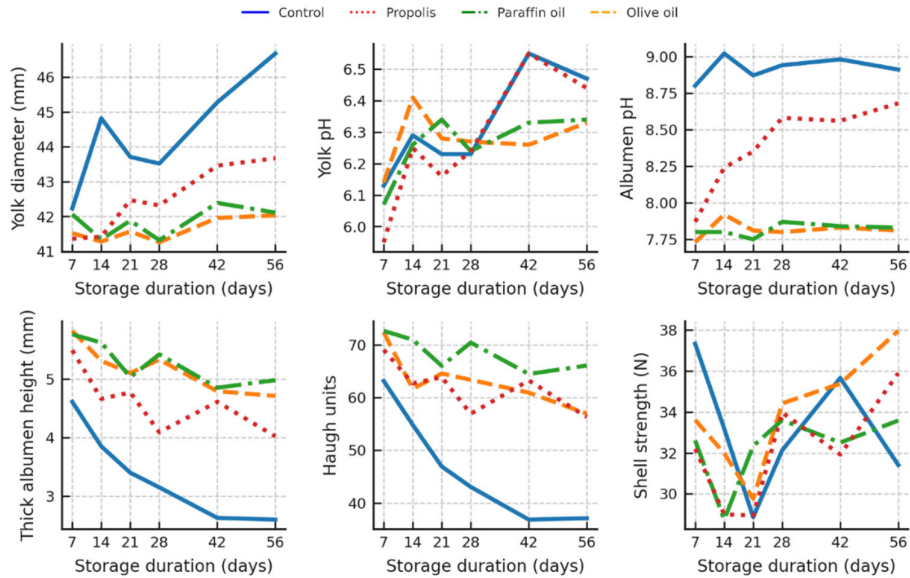 Control Propolis Paraffin oil Olive oil
Yolk diameter (mm)
46
45
44
43
42
41
7 14 21 28 42 56
Storage duration (days)
Yolk pH
6.5
6.4
6.3
6.2
6.1
6.0
7 14 21 28 42 56
Storage duration (days)
Albumen pH
9.00
8.75
8.50
8.25
8.00
7.75
7 14 21 28 42 56
Storage duration (days)
Thick albumen height (mm)
5
4
3
7 14 21 28 42 56
Storage duration (days)
Haugh units
70
60
50
40
7 14 21 28 42 56
Storage duration (days)
Shell strength (N)
38
36
34
32
30
7 14 21 28 42 56
Storage duration (days)